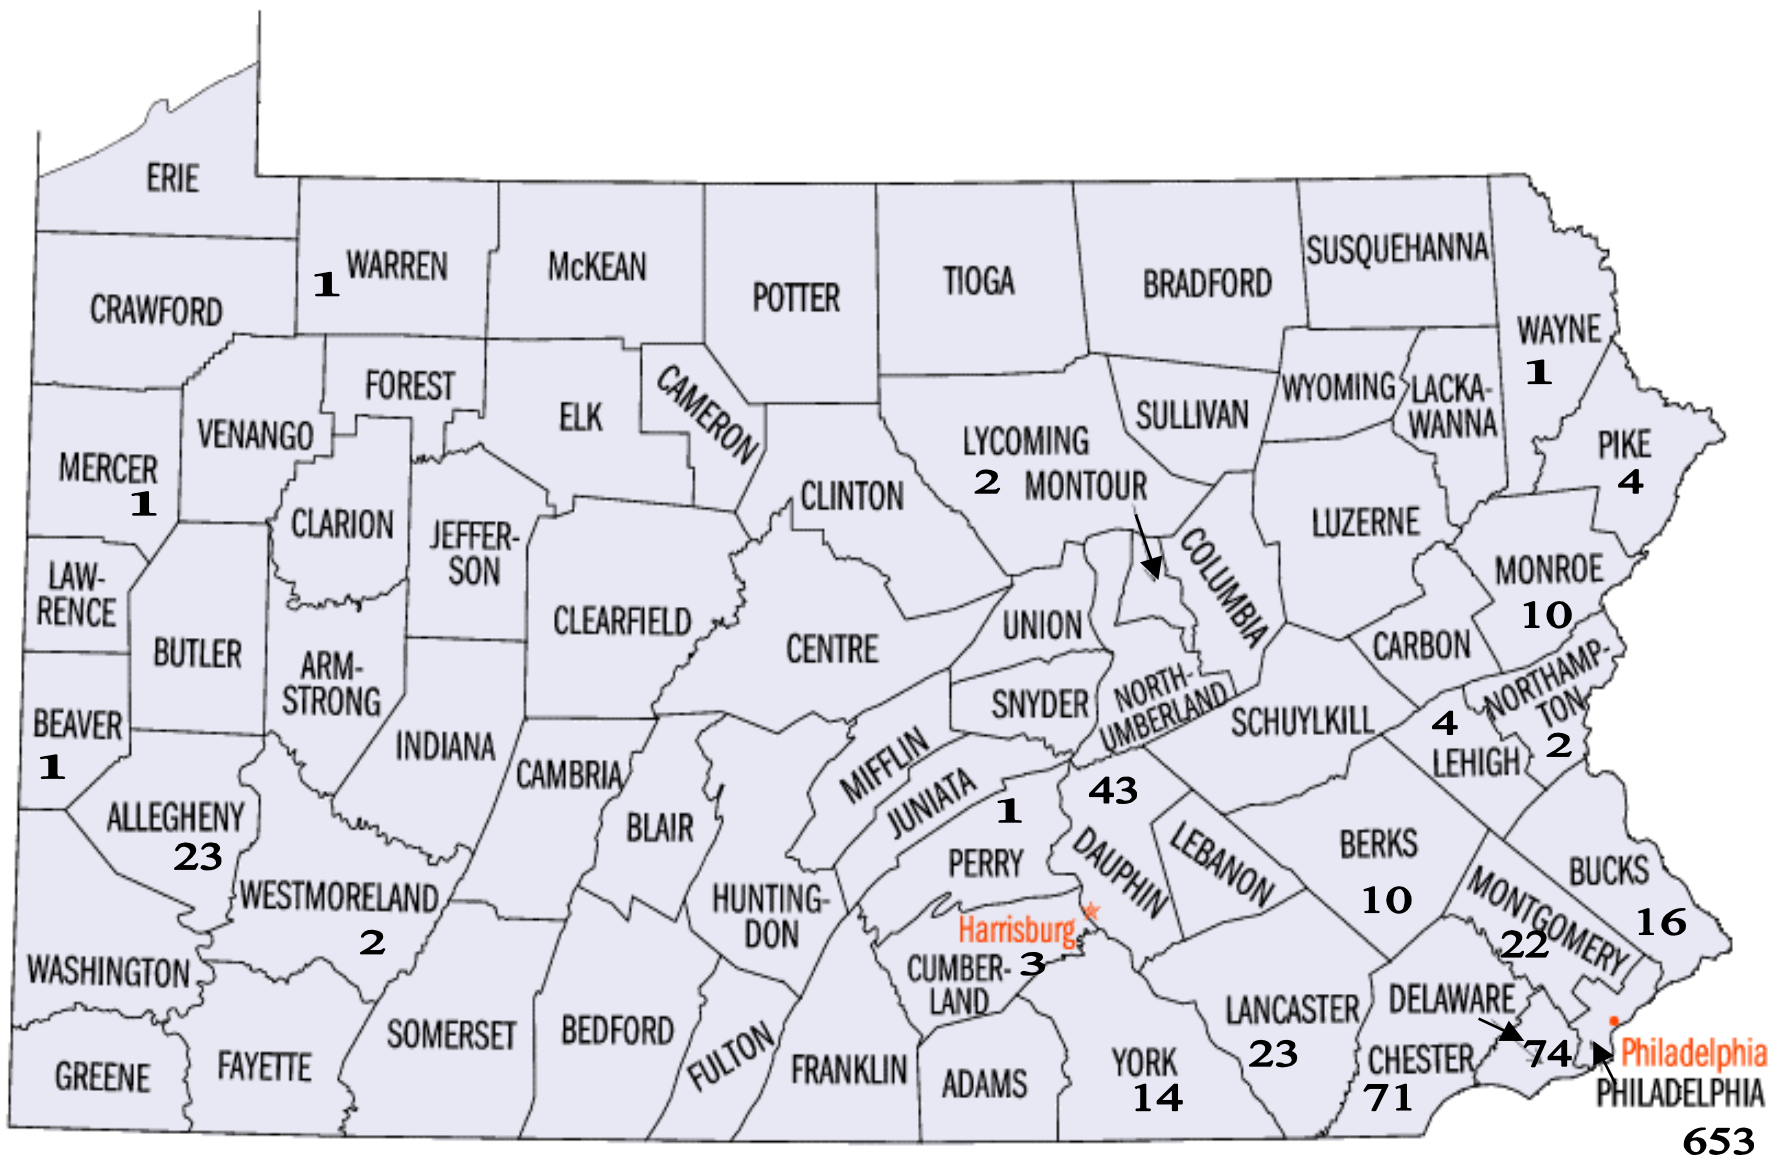 ERIE
WARREN
1
McKEAN
POTTER
TIOGA
BRADFORD
SUSQUEHANNA
WAYNE
1
CRAWFORD
FOREST
ELK
CAMERON
VENANGO
MERCER
1
CLARION
JEFFER-
SON
CLINTON
LYCOMING
2
MONTOUR
SULLIVAN
WYOMING
LACKA-
WANNA
PIKE
4
LUZERNE
COLUMBIA
MONROE
10
LAW-
RENCE
BUTLER
ARM-
STRONG
CLEARFIELD
CENTRE
UNION
SNYDER
NORTH-
UMBERLAND
CARBON
NORTHAMP-
TON
2
SCHUYLKILL
4
LEHIGH
BEAVER
1
ALLEGHENY
23
INDIANA
CAMBRIA
BLAIR
MIFFLIN
JUNIATA
1
PERRY
43
DAUPHIN
LEBANON
BERKS
10
BUCKS
16
MONTGOMERY
22
WESTMORELAND
2
HUNTING-
DON
Harrisburg
CUMBER-
LAND
3
WASHINGTON
GREENE
FAYETTE
SOMERSET
BEDFORD
FULTON
FRANKLIN
ADAMS
YORK
14
LANCASTER
23
DELAWARE
74
CHESTER
71
Philadelphia
PHILADELPHIA
653